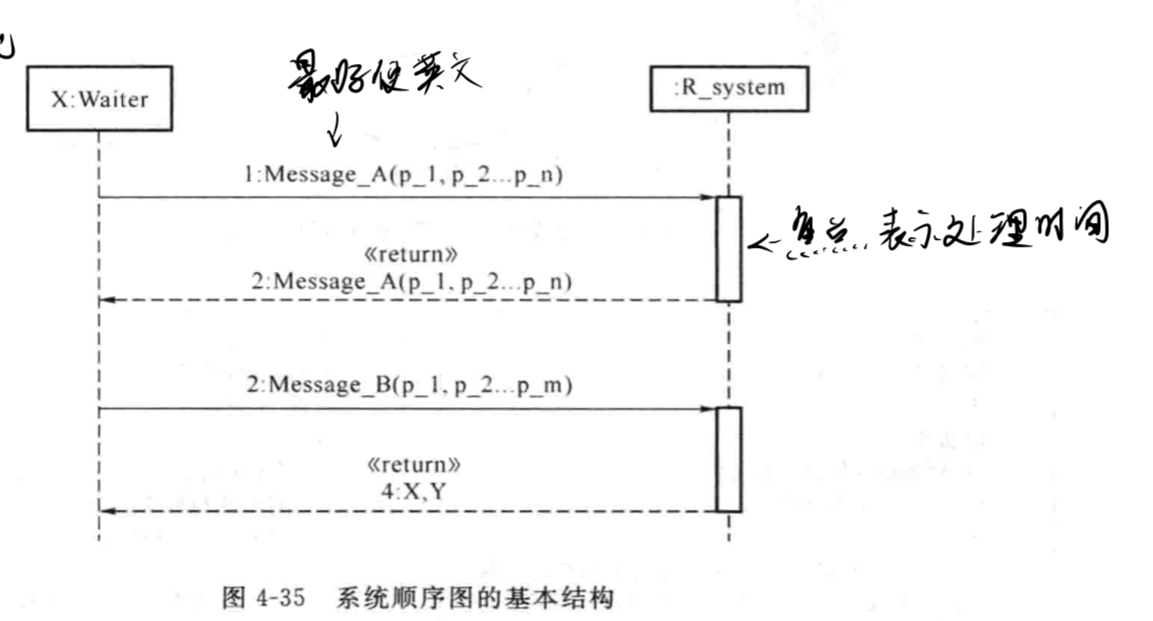 最好使英文
X:Waiter
:R_system
1:Message_A(p_1, p_2...p_n)
焦点 表示处理时间
《return》
2:Message_A(p_1, p_2...p_n)
2:Message_B(p_1, p_2...p_m)
《return》
4:X,Y
图 4-35 系统顺序图的基本结构